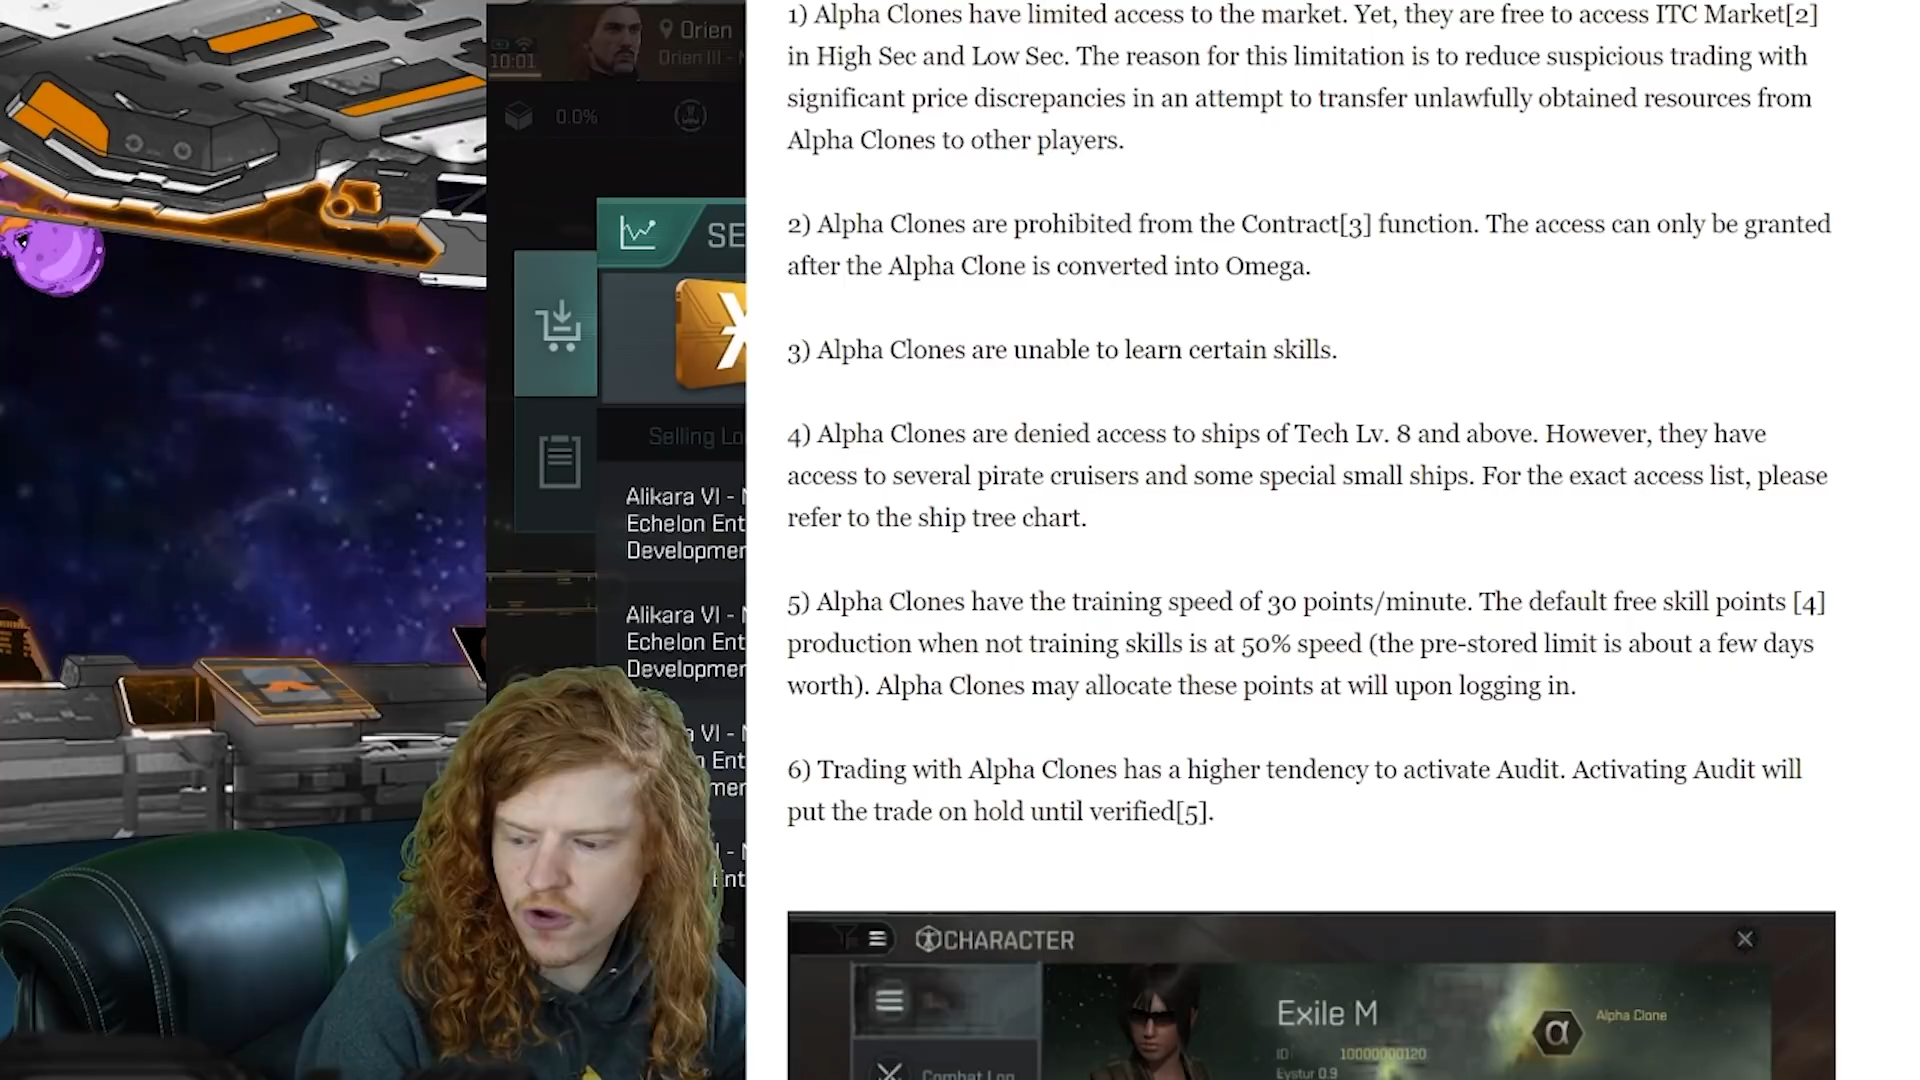 Orien
10:01
Orien III -
0.0%
SE
Selling Lo
Alikara VI -
Echelon Ent
Developmen
Alikara VI -
Echelon Ent
Developmen
VI -
Ent
1) Alpha Clones have limited access to the market. Yet, they are free to access ITC Market[2]
in High Sec and Low Sec. The reason for this limitation is to reduce suspicious trading with
significant price discrepancies in an attempt to transfer unlawfully obtained resources from
Alpha Clones to other players.
2) Alpha Clones are prohibited from the Contract[3] function. The access can only be granted
after the Alpha Clone is converted into Omega.
3) Alpha Clones are unable to learn certain skills.
4) Alpha Clones are denied access to ships of Tech Lv. 8 and above. However, they have
access to several pirate cruisers and some special small ships. For the exact access list, please
refer to the ship tree chart.
5) Alpha Clones have the training speed of 30 points/minute. The default free skill points [4]
production when not training skills is at 50% speed (the pre-stored limit is about a few days
worth). Alpha Clones may allocate these points at will upon logging in.
6) Trading with Alpha Clones has a higher tendency to activate Audit. Activating Audit will
put the trade on hold until verified[5].
CHARACTER
Exile M
α
Alpha Clone
ID: 10000000120
Eystur 0.9
Combat Log